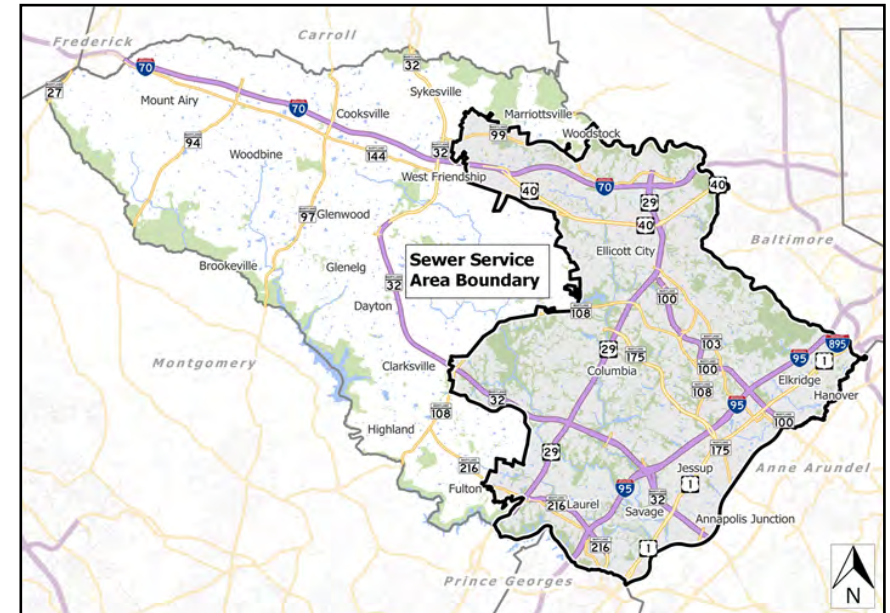 Frederick
Carroll
32
70
27
Mount Airy
70
Sykesville
Cooksville
Marriottsville
94
99
Woodstock
Woodbine
144
32
West Friendship
70
40
40
29
97
Glenwood
40
Ellicott City
Baltimore
Brookeville
Glenelg
Sewer Service
Area Boundary
32
Dayton
100
108
Montgomery
29
175
103
95
895
1
Clarksville
Columbia
100
Elkridge
32
108
95
Hanover
108
100
Highland
29
175
216
Jessup
Anne Arundel
Fulton
95
1
32
216
Laurel
Savage
Annapolis Junction
216
1
Prince Georges
N